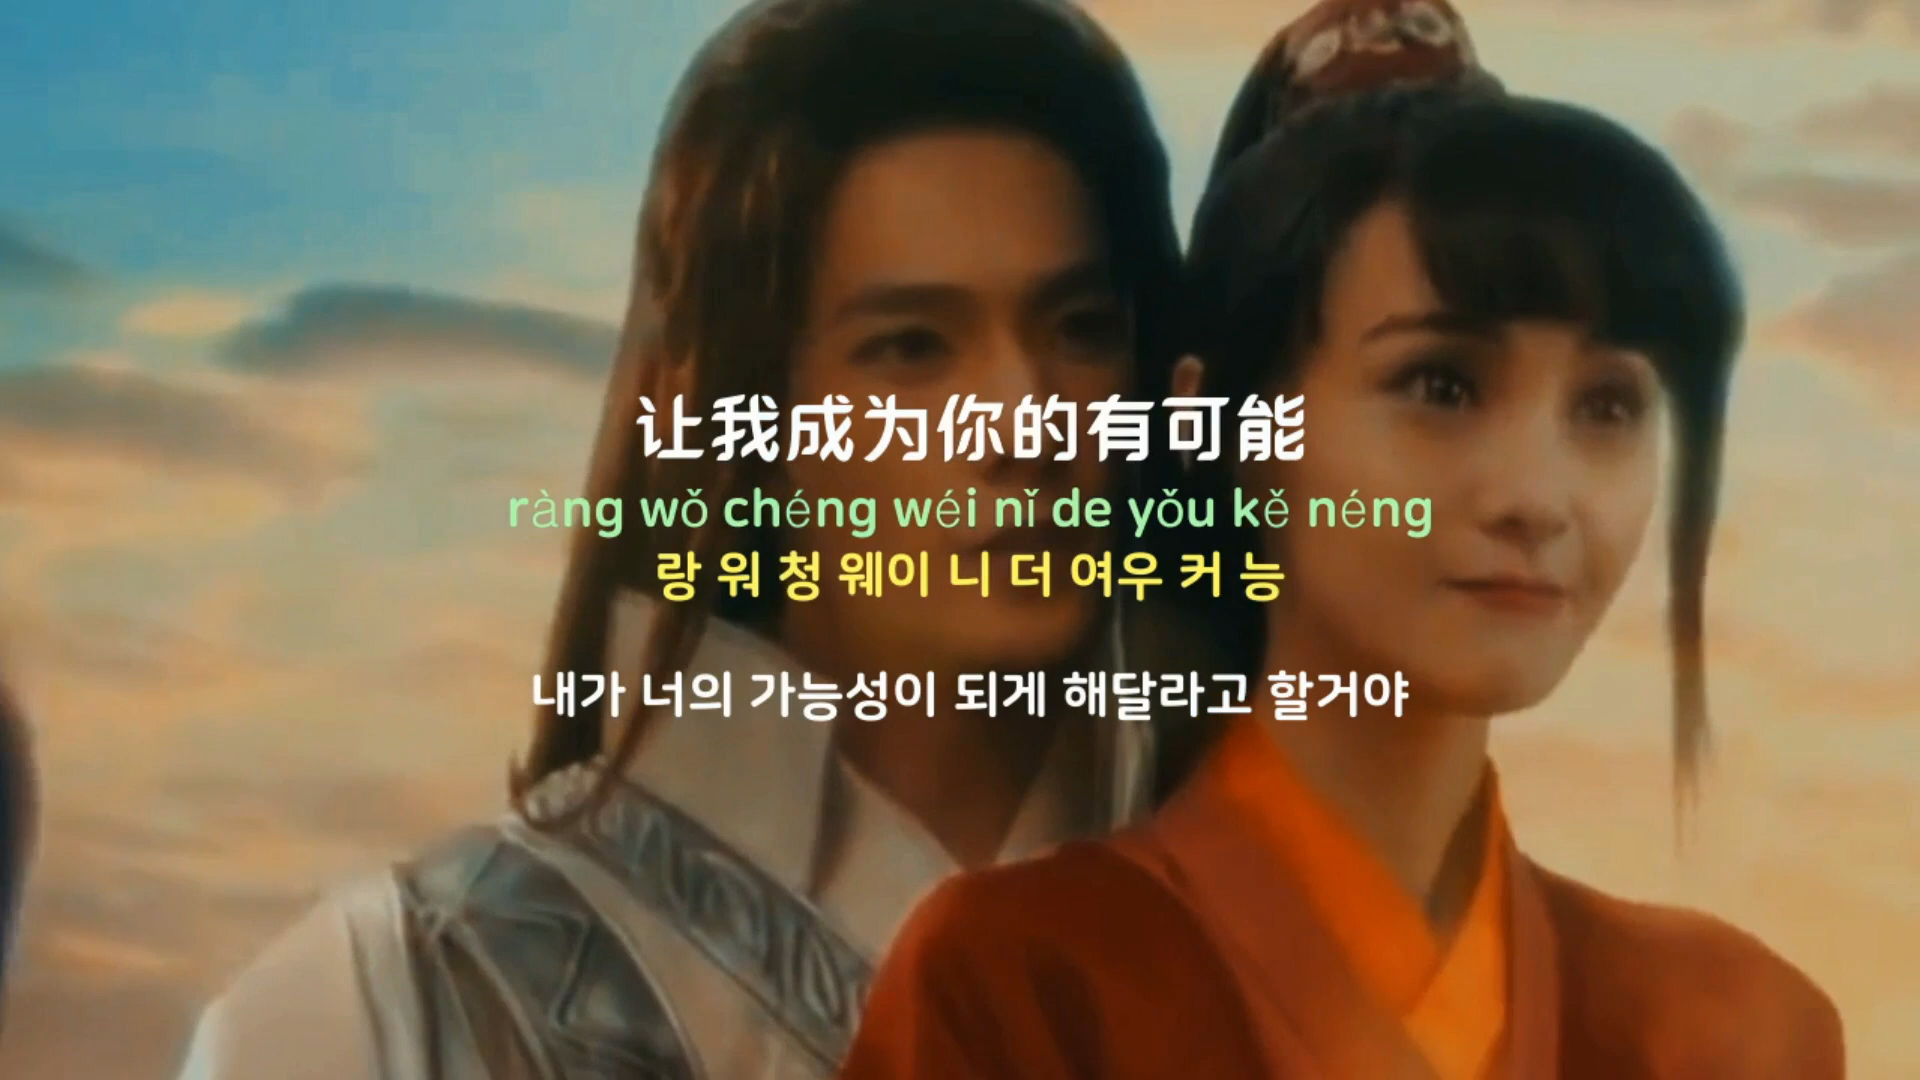 让我成为你的有可能
ràng wǒ chéng wéi nǐ de yǒu kě néng
랑 워 청 웨이 니 더 여우 커 능
내가 너의 가능성이 되게 해달라고 할거야